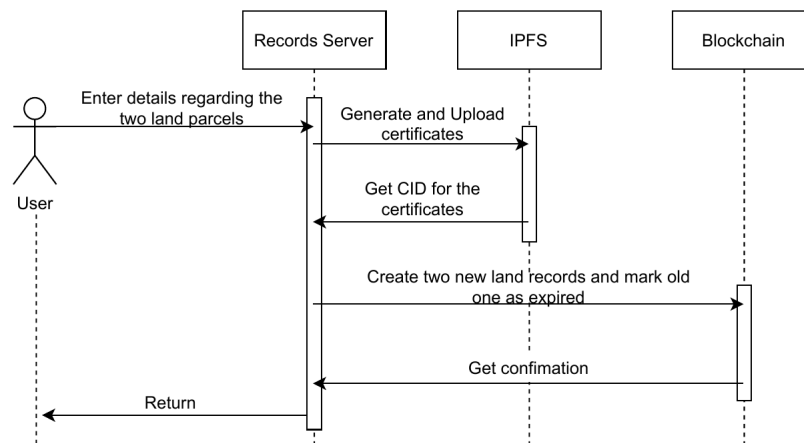 Records Server
IPFS
Blockchain
Enter details regarding the
two land parcels
Generate and Upload
certificates
User
Get CID for the
certificates
Create two new land records and mark old
one as expired
Get confimation
Return